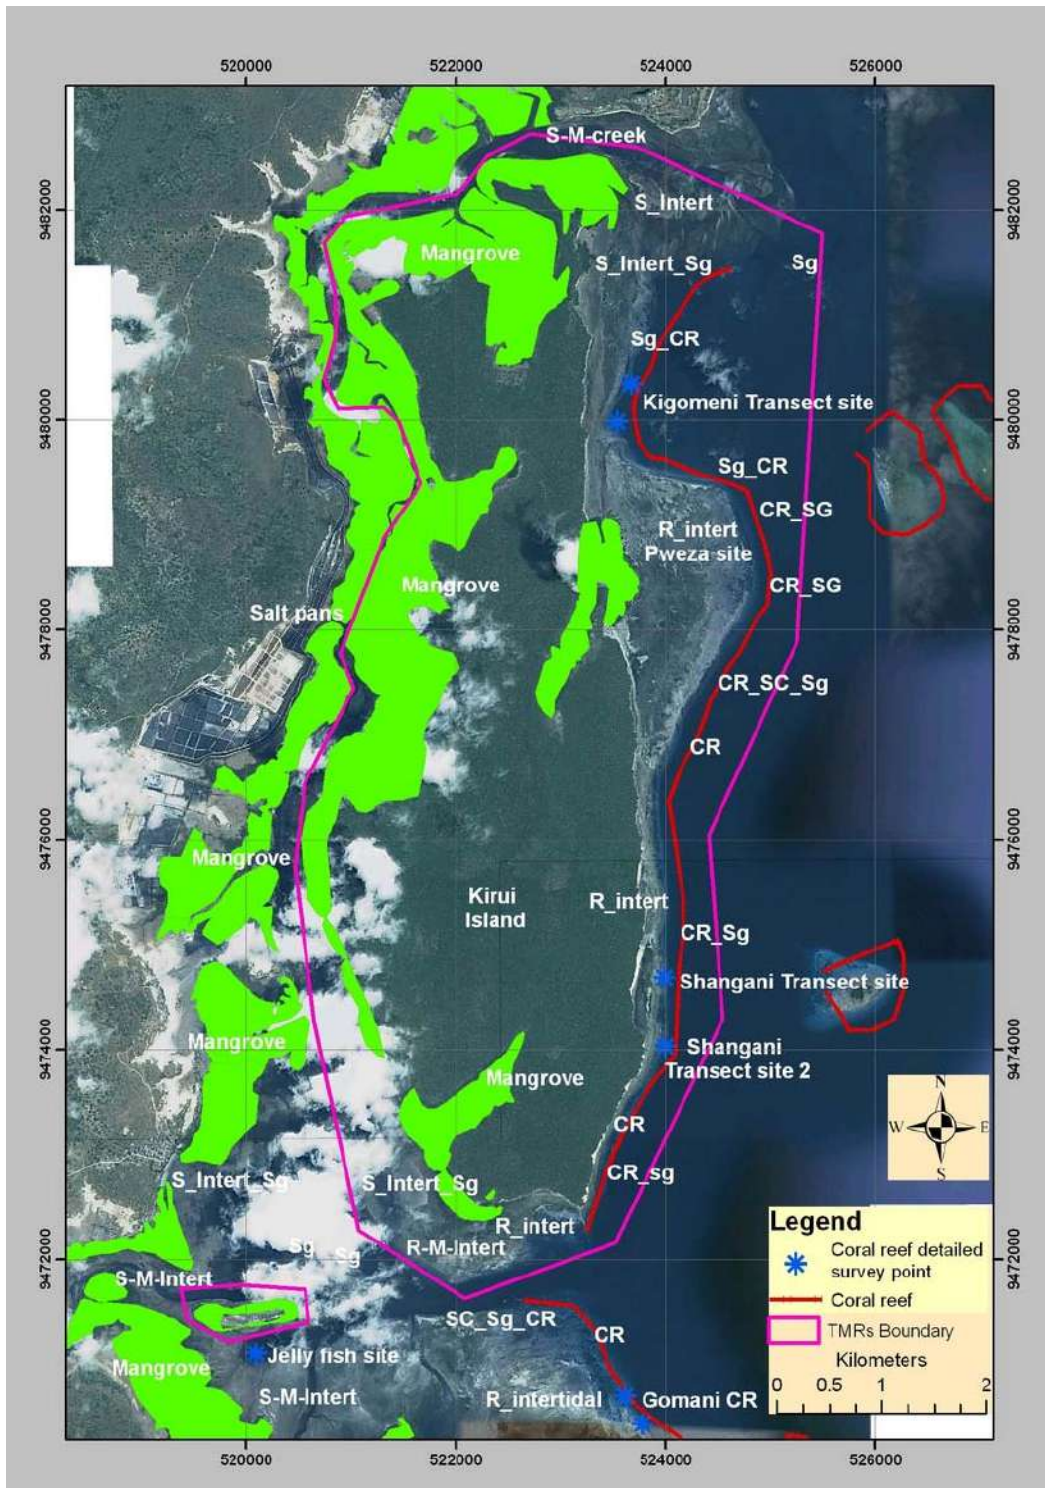 520000
522000
524000
526000
S-M-creek
9482000
S_Intert
9482000
Mangrove
S_Intert_Sg
Sg
Sg_CR
Kigomeni Transect site
9480000
9480000
Sg_CR
CR_SG
R_intert
Pweza site
Mangrove
CR_SG
Salt pans
9478000
9478000
CR_SC_Sg
CR
9476000
9476000
Mangrove
Kirui
Island
R_intert
CR_Sg
Shangani Transect site
9474000
Mangrove
Shangani
Transect site 2
9474000
Mangrove
N
W
E
S
CR
S_Intert_Sg
S_Intert_Sg
CR_sg
R_intert
Sg
Sg
R-M-Intert
9472000
9472000
S-M-Intert
SC_Sg_CR
CR
Jelly fish site
Mangrove
S-M-Intert
R_intertidal
Gomani CR
Legend
Coral reef detailed
survey point
Coral reef
TMRs Boundary
Kilometers
0 0.5 1 2
520000
522000
524000
526000